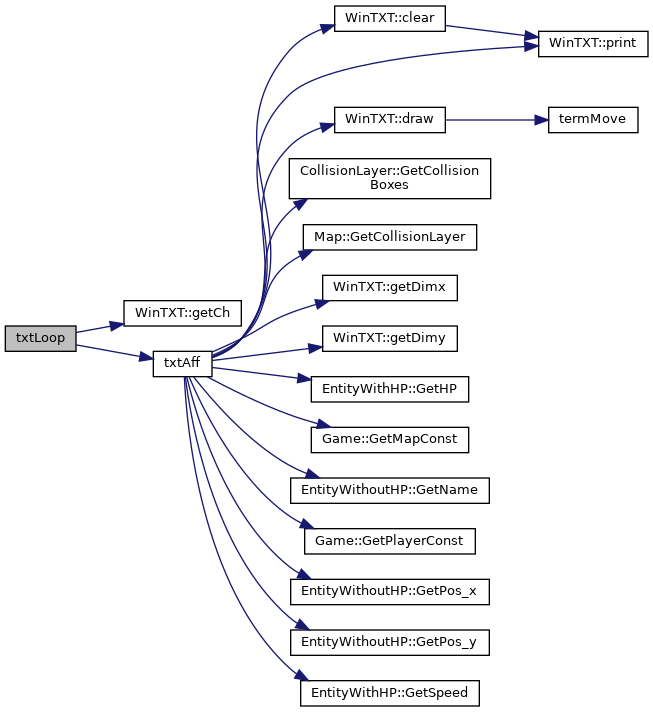 WinTXT::clear
WinTXT::print
WinTXT::draw
termMove
CollisionLayer::GetCollision
Boxes
Map::GetCollisionLayer
WinTXT::getDimx
WinTXT::getCh
txtLoop
WinTXT::getDimy
txtAff
EntityWithHP::GetHP
Game::GetMapConst
EntityWithoutHP::GetName
Game::GetPlayerConst
EntityWithoutHP::GetPos_x
EntityWithoutHP::GetPos_y
EntityWithHP::GetSpeed